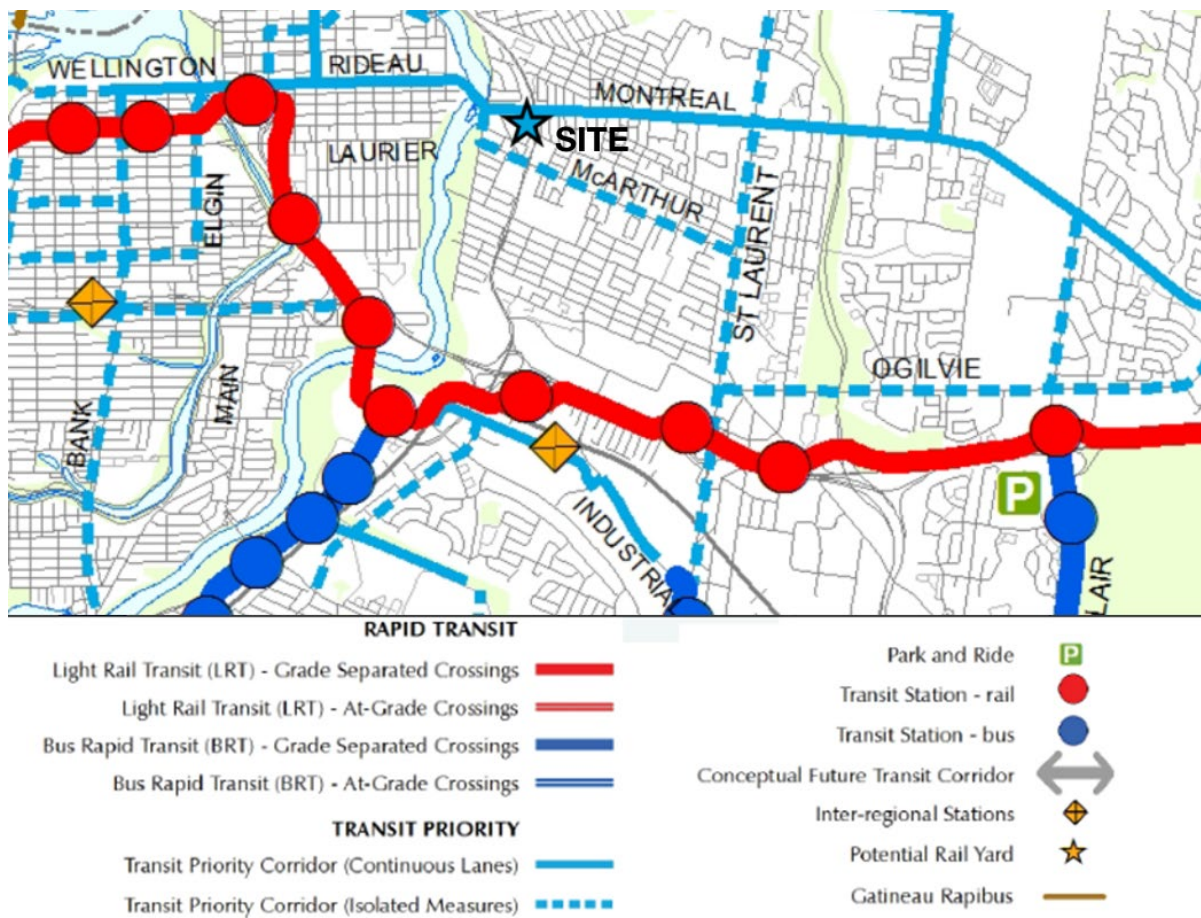 WELLINGTON
RIDEAU
MONTREAL
SITE
LAURIER
McARTHUR
ELGIN
ST LAURENT
OGILVIE
MAIN
BANK
P
INDUSTRIA
LAIR
RAPID TRANSIT
Light Rail Transit (LRT) - Grade Separated Crossings
Light Rail Transit (LRT) - At-Grade Crossings
Bus Rapid Transit (BRT) - Grade Separated Crossings
Bus Rapid Transit (BRT) - At-Grade Crossings
TRANSIT PRIORITY
Transit Priority Corridor (Continuous Lanes)
Transit Priority Corridor (Isolated Measures)
Park and Ride P
Transit Station - rail
Transit Station - bus
Conceptual Future Transit Corridor
Inter-regional Stations
Potential Rail Yard
Gatineau Rapibus